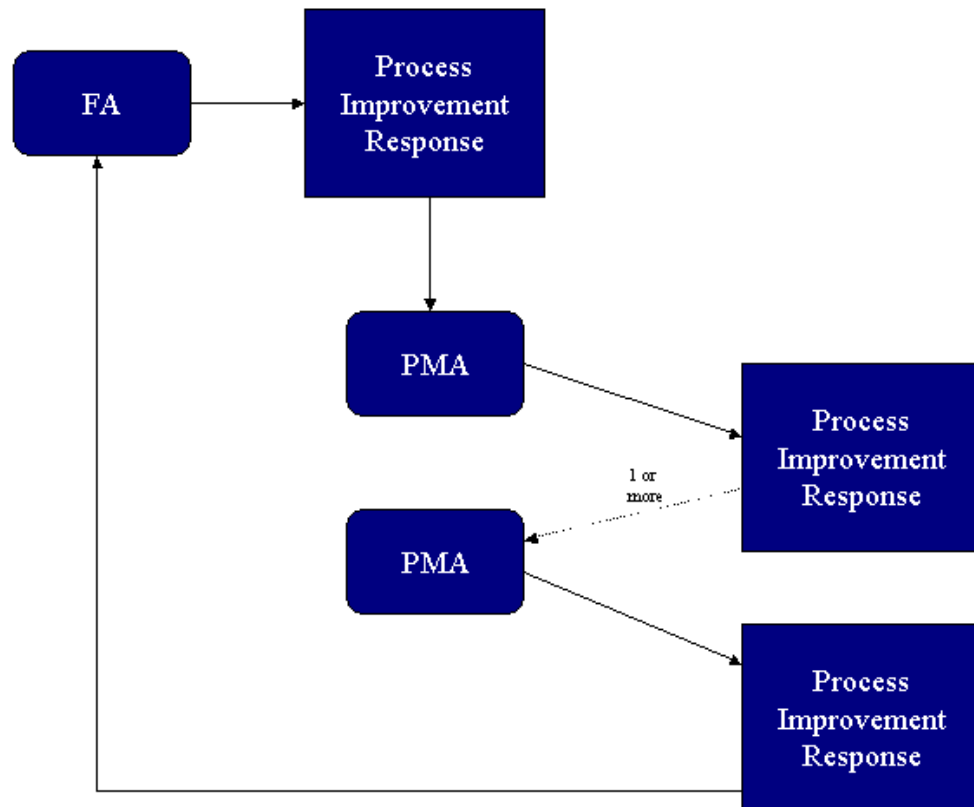 FA
Process
Improvement
Response
PMA
Process
Improvement
Response
1 or
more
PMA
Process
Improvement
Response